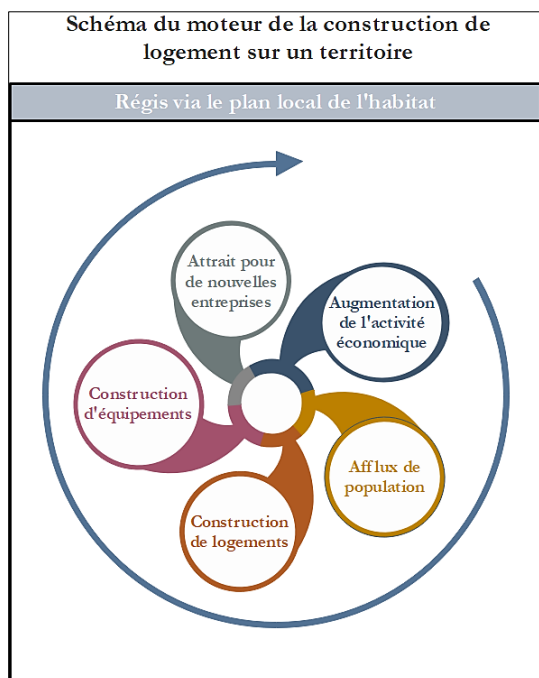 Schéma du moteur de la construction de
logement sur un territoire
Régis via le plan local de l'habitat
Attrait pour
de nouvelles
entreprises
Augmentation
de l'activité
économique
Construction
d'équipements
Afflux de
population
Construction
de logements